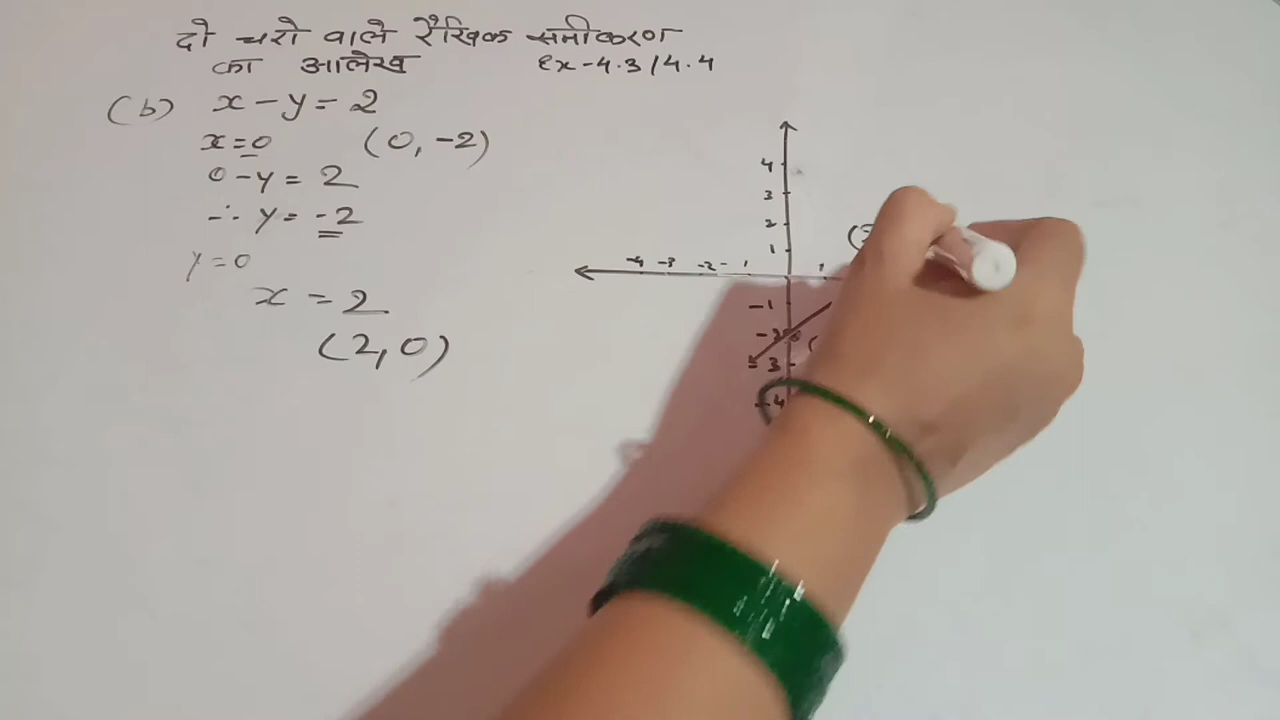 दो चरो वाले रैखिक समीकरण
का आलेख Ex-4.3/4.4
(b) x-y=2
x=0 (0,-2)
0-y=2
∴ y=-2
y=0
x=2
(2,0)
4
3
2
1
-4 -3 -2 -1 1
-1
-2
-3
-4